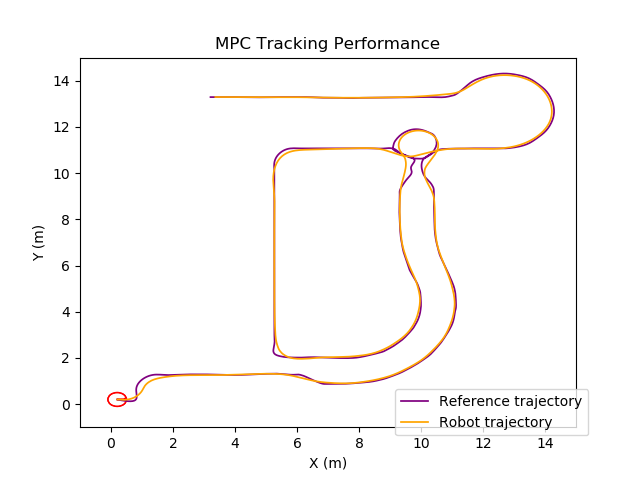 MPC Tracking Performance
14
12
10
8
6
4
2
0
Y (m)
0 2 4 6 8 10 12 14
X (m)
Reference trajectory
Robot trajectory